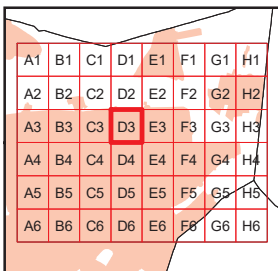 A1 B1 C1 D1 E1 F1 G1 H1
A2 B2 C2 D2 E2 F2 G2 H2
A3 B3 C3 D3 E3 F3 G3 H3
A4 B4 C4 D4 E4 F4 G4 H4
A5 B5 C5 D5 E5 F5 G5 H5
A6 B6 C6 D6 E6 F6 G6 H6